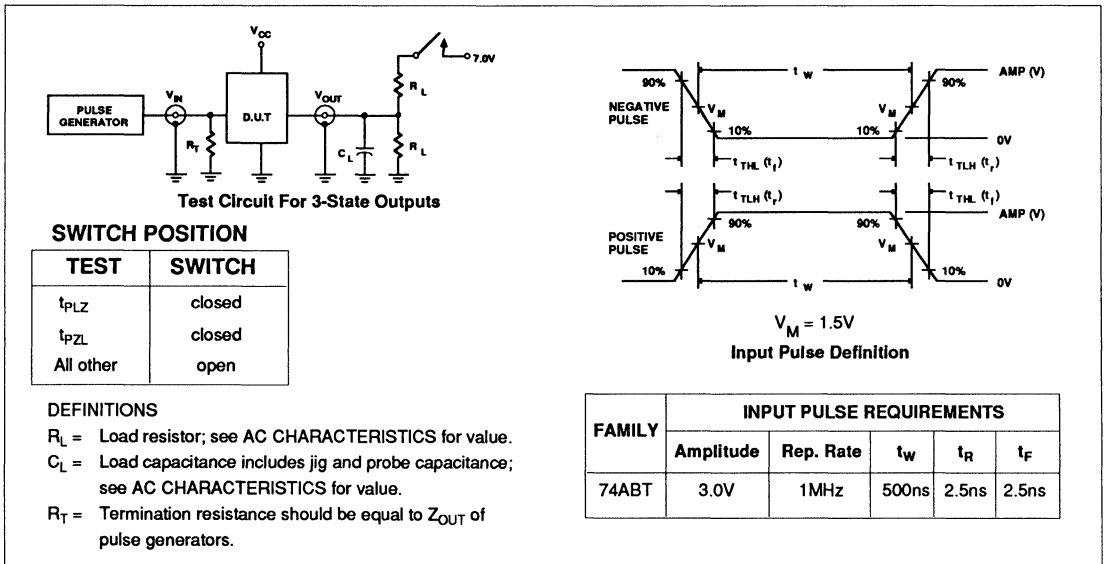 VCC
7.0V
RL
VIN
VOUT
PULSE
GENERATOR
D.U.T
RT
CL
RL
Test Circuit For 3-State Outputs
SWITCH POSITION
TEST SWITCH
tPLZ closed
tPZL closed
All other open
DEFINITIONS
RL = Load resistor; see AC CHARACTERISTICS for value.
CL = Load capacitance includes jig and probe capacitance;
see AC CHARACTERISTICS for value.
RT = Termination resistance should be equal to ZOUT of
pulse generators.
tW
AMP (V)
90% 90%
NEGATIVE
PULSE
VM VM
10% 10%
0V
tTHL (tf) tTLH (tr)
tTLH (tr) tTHL (tf)
AMP (V)
90% 90%
POSITIVE
PULSE
VM VM
10% 10%
tW
0V
VM = 1.5V
Input Pulse Definition
FAMILY INPUT PULSE REQUIREMENTS
Amplitude Rep. Rate tW tR tF
74ABT 3.0V 1MHz 500ns 2.5ns 2.5ns